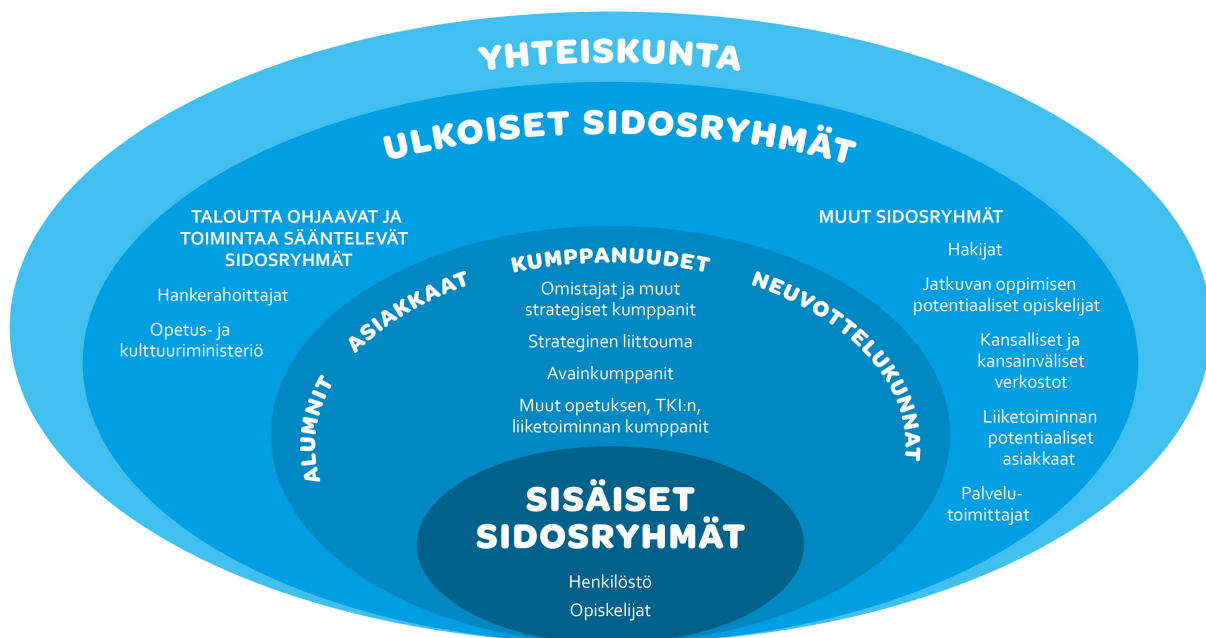 YHTEISKUNTA
ULKOISET SIDOSRYHMÄT
TALOUTTA OHJAAVAT JA
TOIMINTAA SÄÄNTELEVÄT
SIDOSRYHMÄT
Hankerahoittajat
Opetus- ja
kulttuuriministeriö
ALUMNIT
ASIAKKAAT
KUMPPANUUDET
Omistajat ja muut
strategiset kumppanit
Strateginen liittouma
Avainkumppanit
Muut opetuksen, TKI:n,
liiketoiminnan kumppanit
NEUVOTTELUKUNNAT
MUUT SIDOSRYHMÄT
Hakijat
Jatkuvan oppimisen
potentiaaliset opiskelijat
Kansalliset ja
kansainväliset
verkostot
Liiketoiminnan
potentiaaliset
asiakkaat
Palvelu-
toimittajat
SISÄISET
SIDOSRYHMÄT
Henkilöstö
Opiskelijat